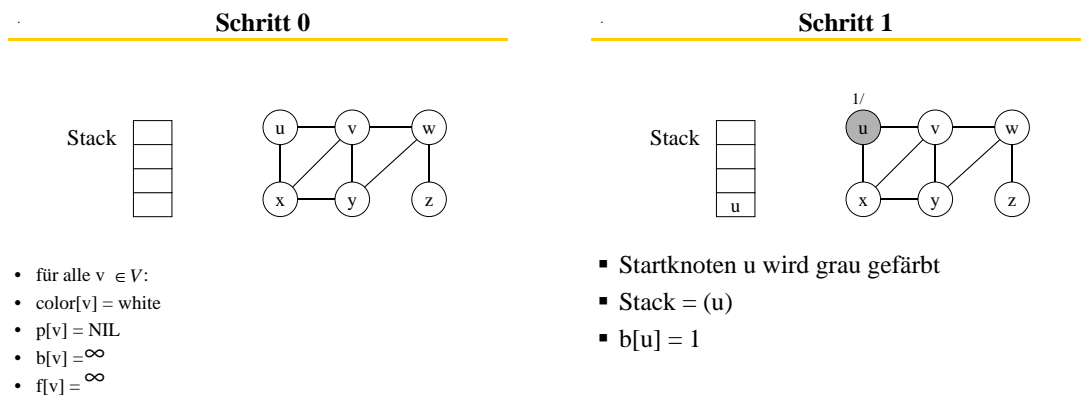 Schritt 0
Stack
u v w
x y z
• für alle v ∈ V:
• color[v] = white
• p[v] = NIL
• b[v] = ∞
• f[v] = ∞
Schritt 1
1/
Stack
u
u v w
x y z
▪ Startknoten u wird grau gefärbt
▪ Stack = (u)
▪ b[u] = 1